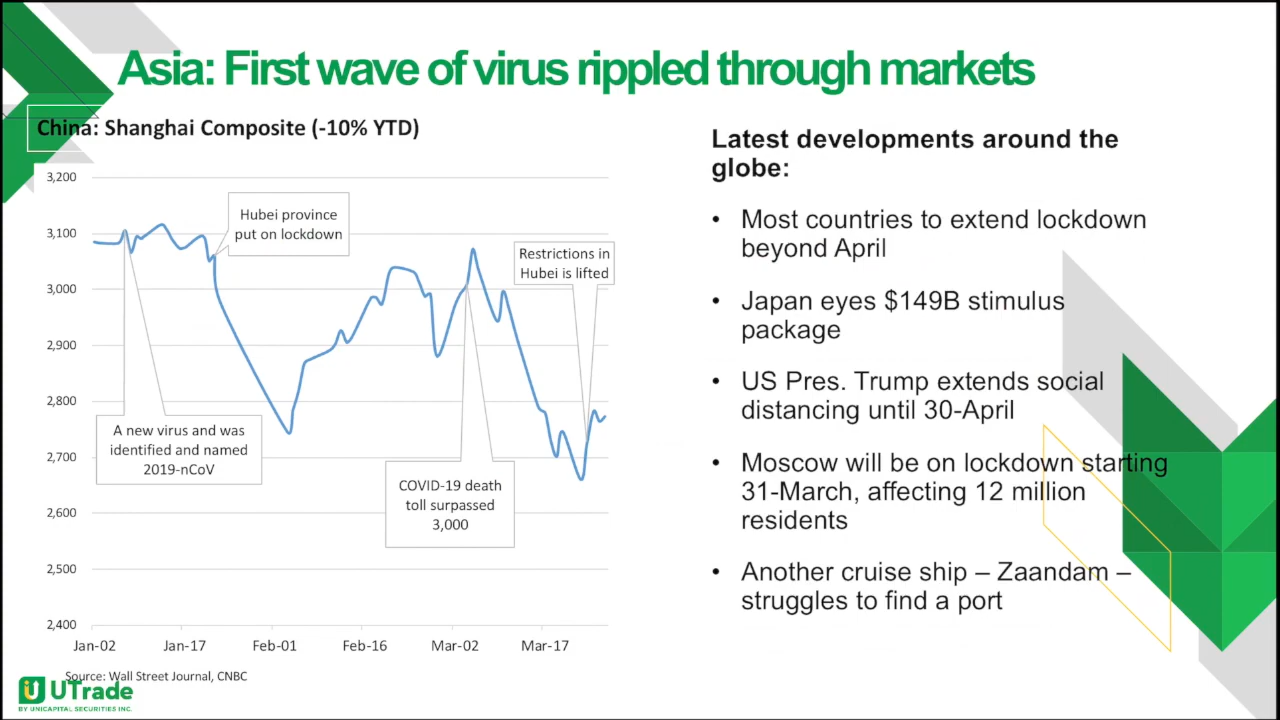 Asia: First wave of virus rippled through markets
China: Shanghai Composite (-10% YTD)
3,200
3,100
3,000
2,900
2,800
2,700
2,600
2,500
2,400
Jan-02
Jan-17
Feb-01
Feb-16
Mar-02
Mar-17
Hubei province
put on lockdown
Restrictions in
Hubei is lifted
A new virus and was
identified and named
2019-nCoV
COVID-19 death
toll surpassed
3,000
Source: Wall Street Journal, CNBC
UTrade
BY UNICAPITAL SECURITIES INC.
Latest developments around the
globe:
• Most countries to extend lockdown
beyond April
• Japan eyes $149B stimulus
package
• US Pres. Trump extends social
distancing until 30-April
• Moscow will be on lockdown starting
31-March, affecting 12 million
residents
• Another cruise ship – Zaandam –
struggles to find a port